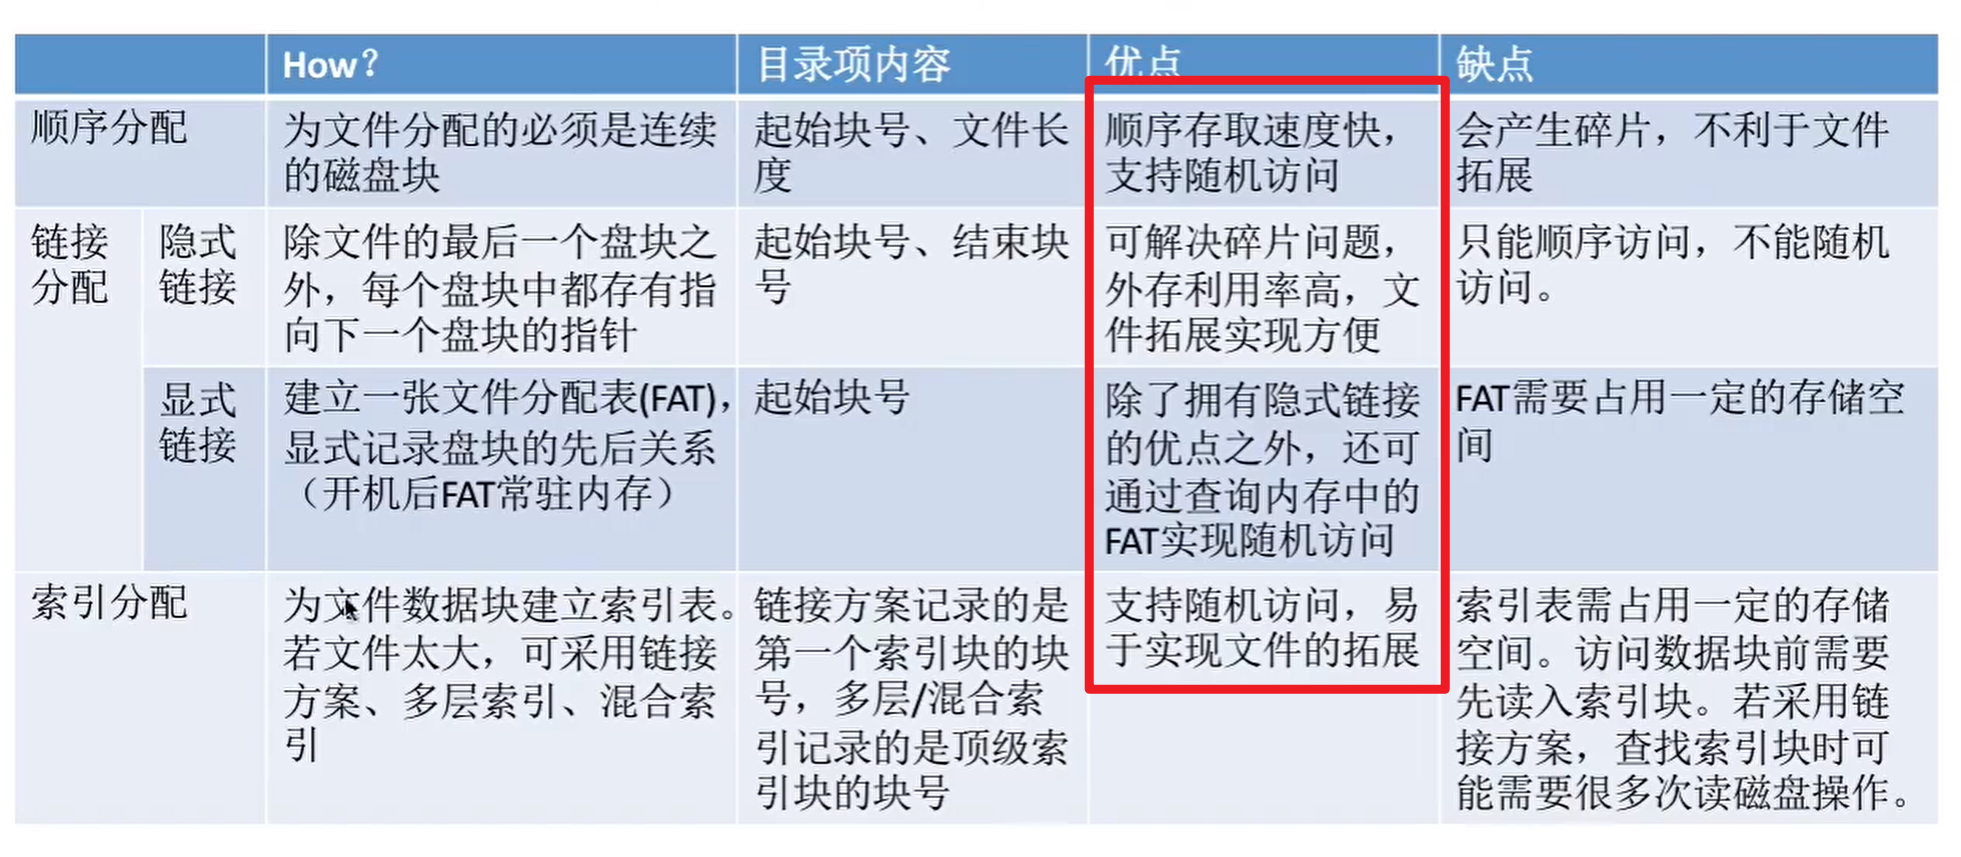 How？
目录项内容
优点
缺点
顺序分配
为文件分配的必须是连续
的磁盘块
起始块号、文件长
度
顺序存取速度快，
支持随机访问
会产生碎片，不利于文件
拓展
链接
分配
隐式
链接
除文件的最后一个盘块之
外，每个盘块中都存有指
向下一个盘块的指针
起始块号、结束块
号
可解决碎片问题，
外存利用率高，文
件拓展实现方便
只能顺序访问，不能随机
访问。
显式
链接
建立一张文件分配表(FAT)，
显式记录盘块的先后关系
（开机后FAT常驻内存）
起始块号
除了拥有隐式链接
的优点之外，还可
通过查询内存中的
FAT实现随机访问
FAT需要占用一定的存储空
间
索引分配
为文件数据块建立索引表。
若文件太大，可采用链接
方案、多层索引、混合索
引
链接方案记录的是
第一个索引块的块
号，多层/混合索
引记录的是顶级索
引块的块号
支持随机访问，易
于实现文件的拓展
索引表需占用一定的存储
空间。访问数据块前需要
先读入索引块。若采用链
接方案，查找索引块时可
能需要很多次读磁盘操作。